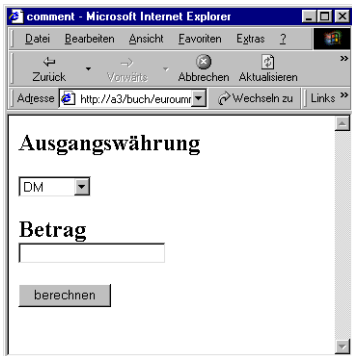 comment - Microsoft Internet Explorer
Datei Bearbeiten Ansicht Favoriten Extras ?
Zurück Vorwärts Abbrechen Aktualisieren »
Adresse http://a3/buch/euroumr Wechseln zu Links »
Ausgangswährung
DM
Betrag
berechnen